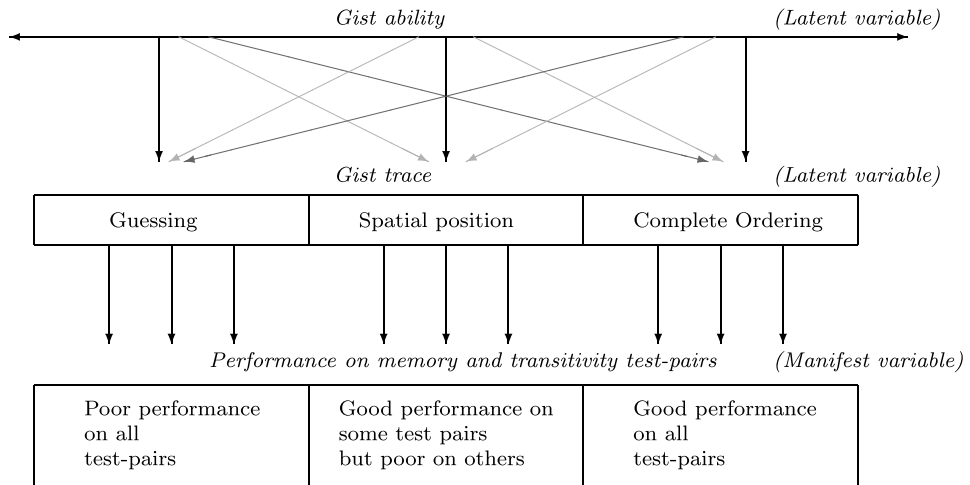 Gist ability (Latent variable)
Gist trace (Latent variable)
Guessing Spatial position Complete Ordering
Performance on memory and transitivity test-pairs (Manifest variable)
Poor performance
on all
test-pairs
Good performance on
some test pairs
but poor on others
Good performance
on all
test-pairs